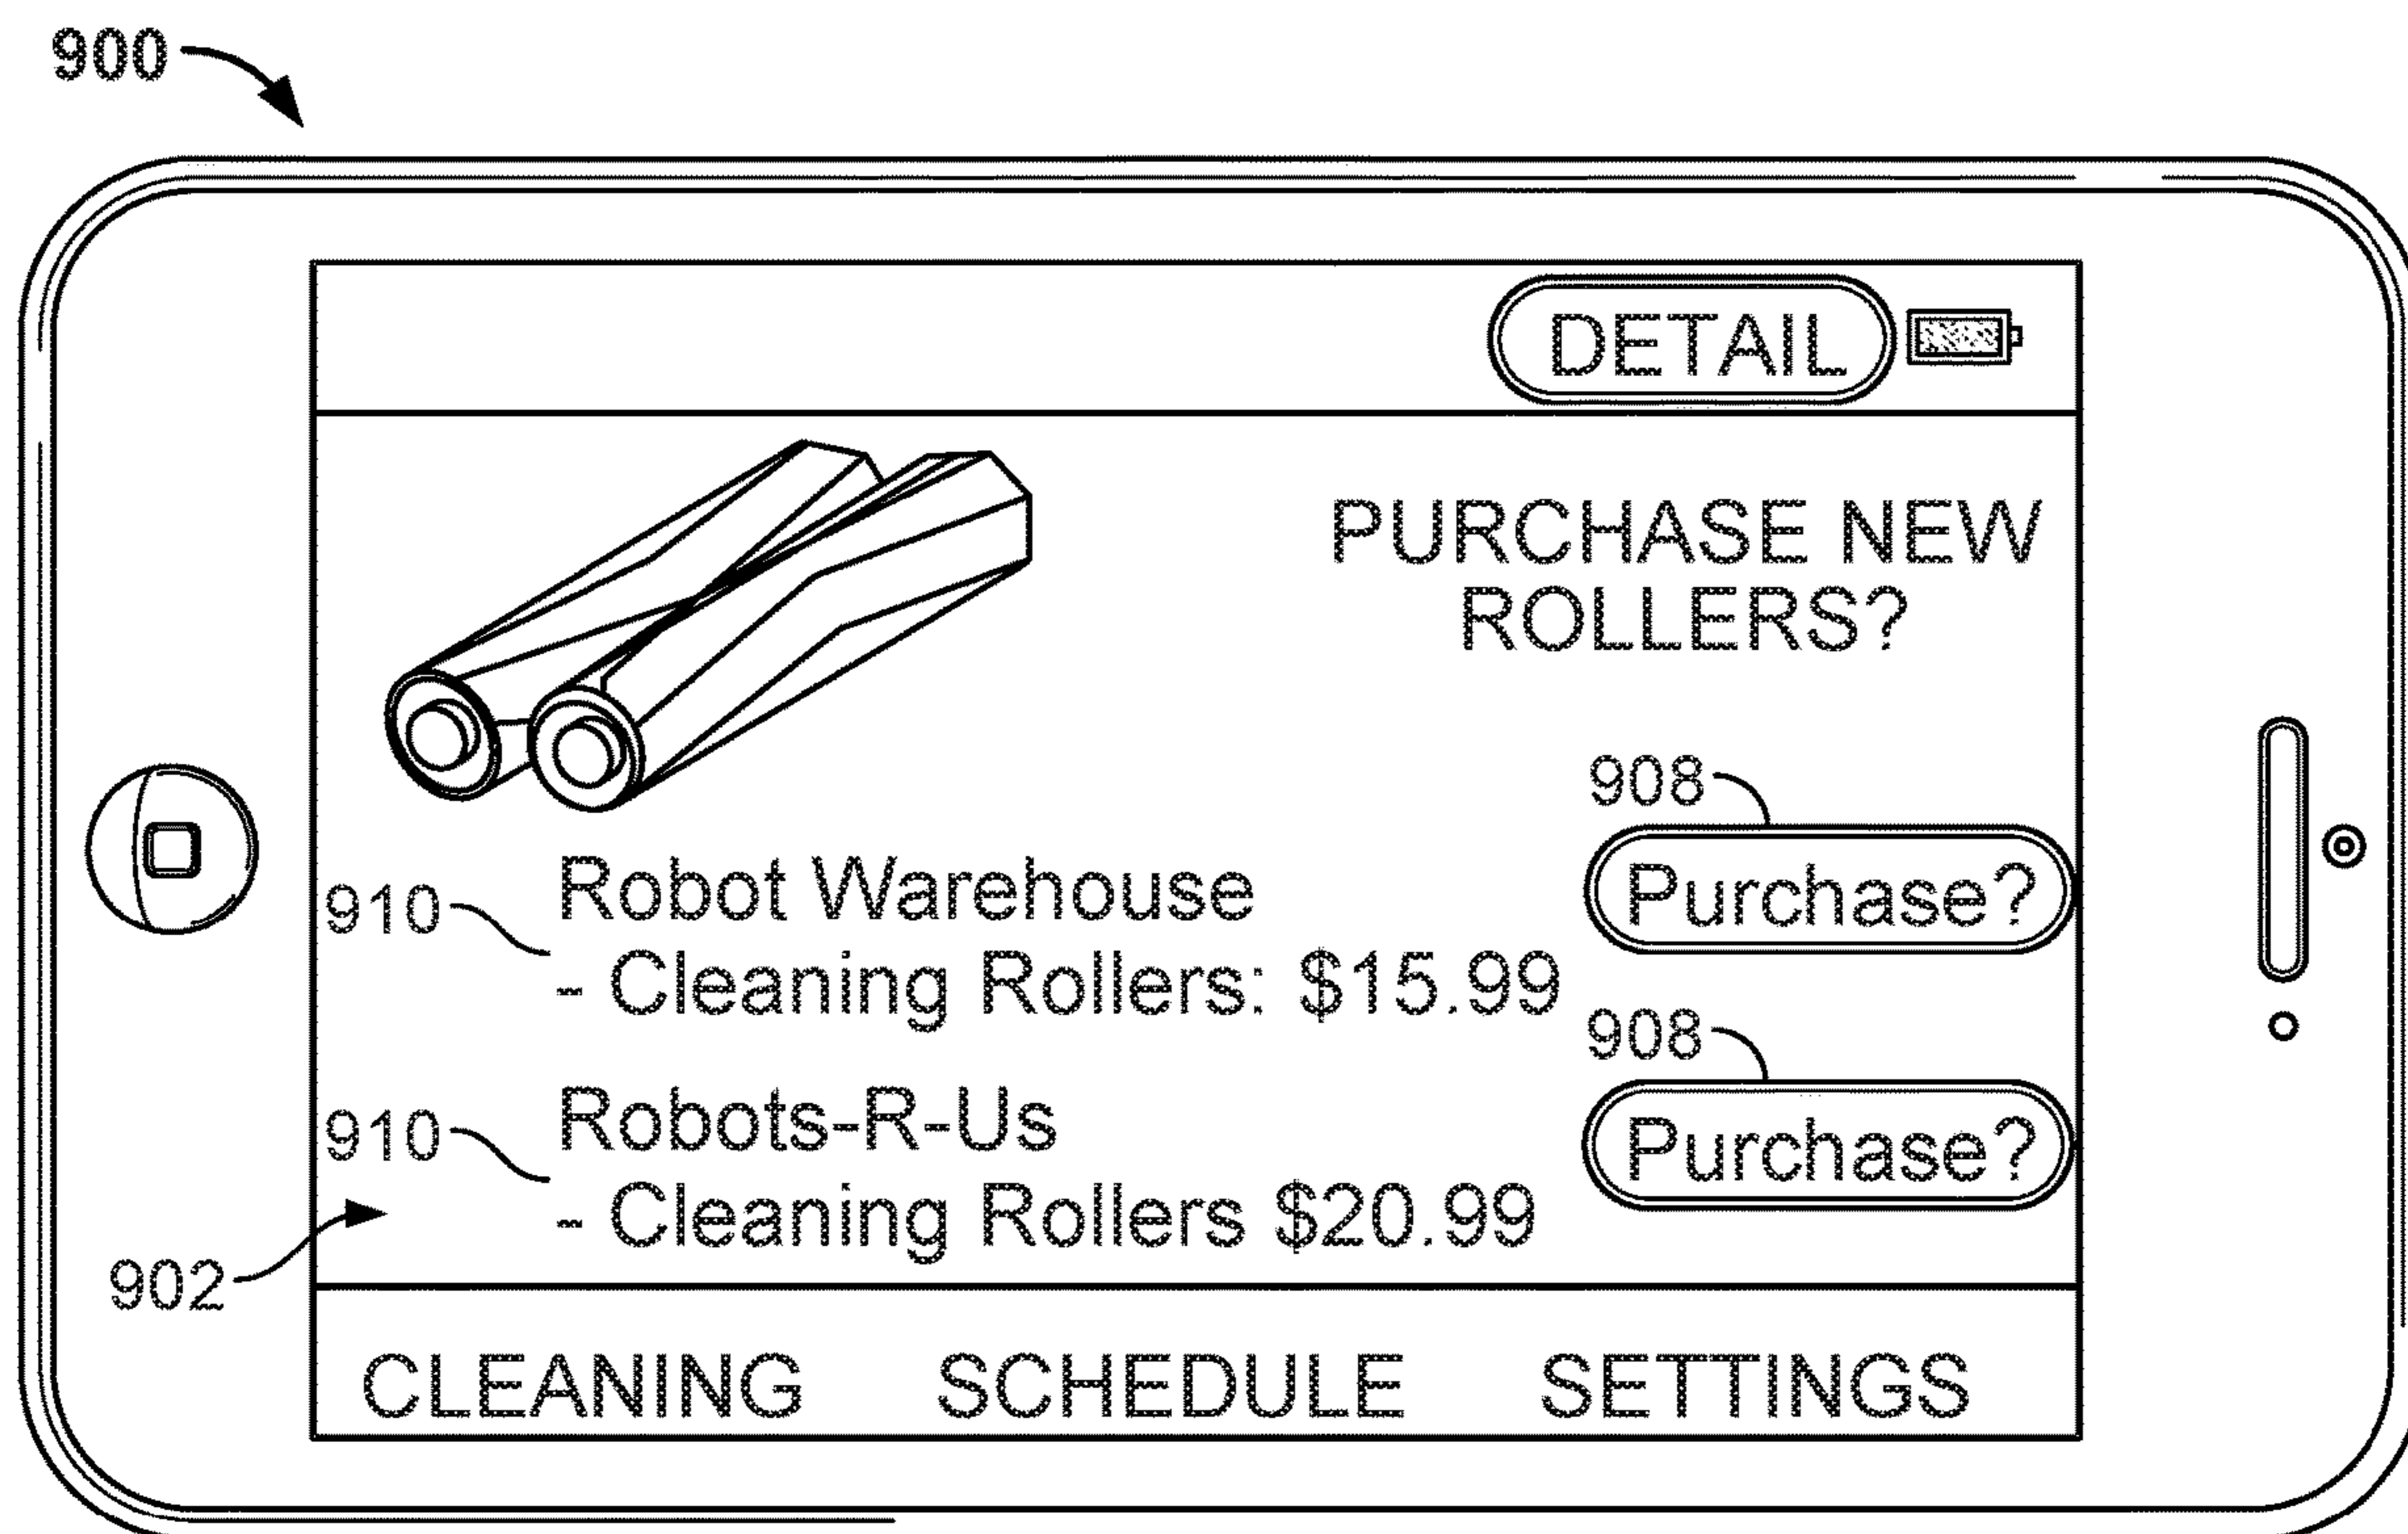 900
DETAIL
PURCHASE NEW
ROLLERS?
908
Purchase?
910
Robot Warehouse
- Cleaning Rollers: $15.99
908
Purchase?
910
Robots-R-Us
- Cleaning Rollers $20.99
902
CLEANING SCHEDULE SETTINGS